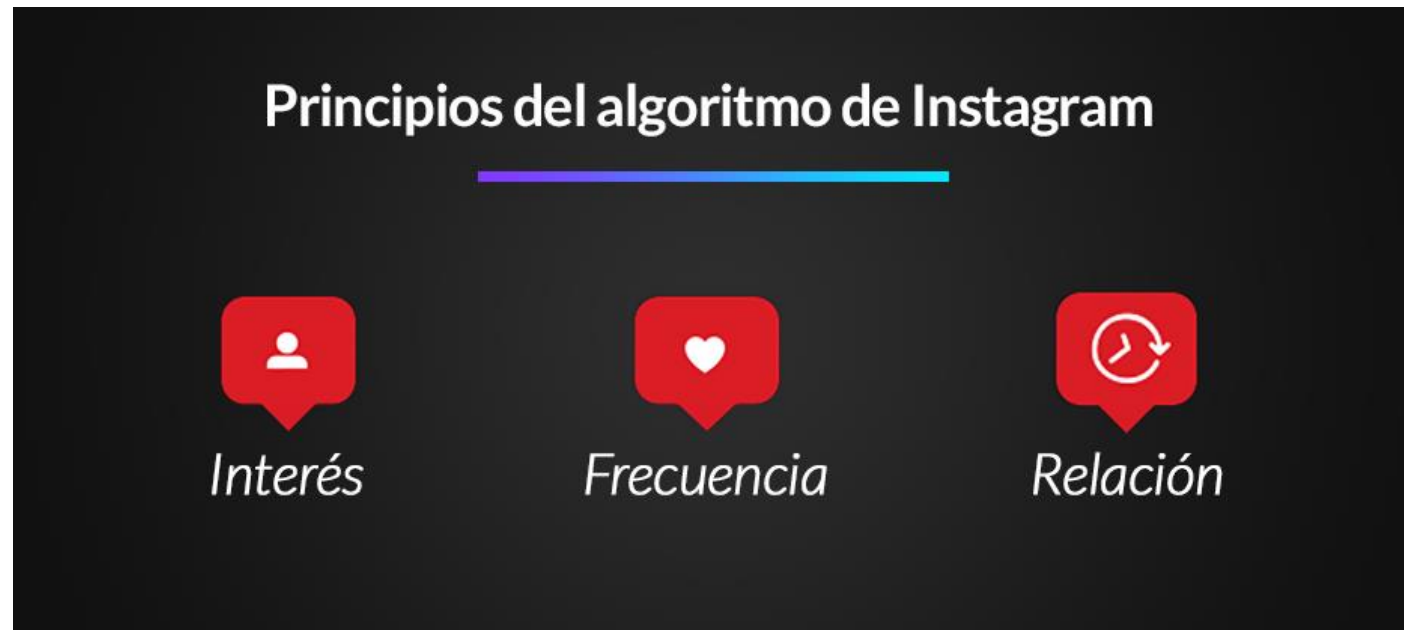 Principios del algoritmo de Instagram
Interés
Frecuencia
Relación